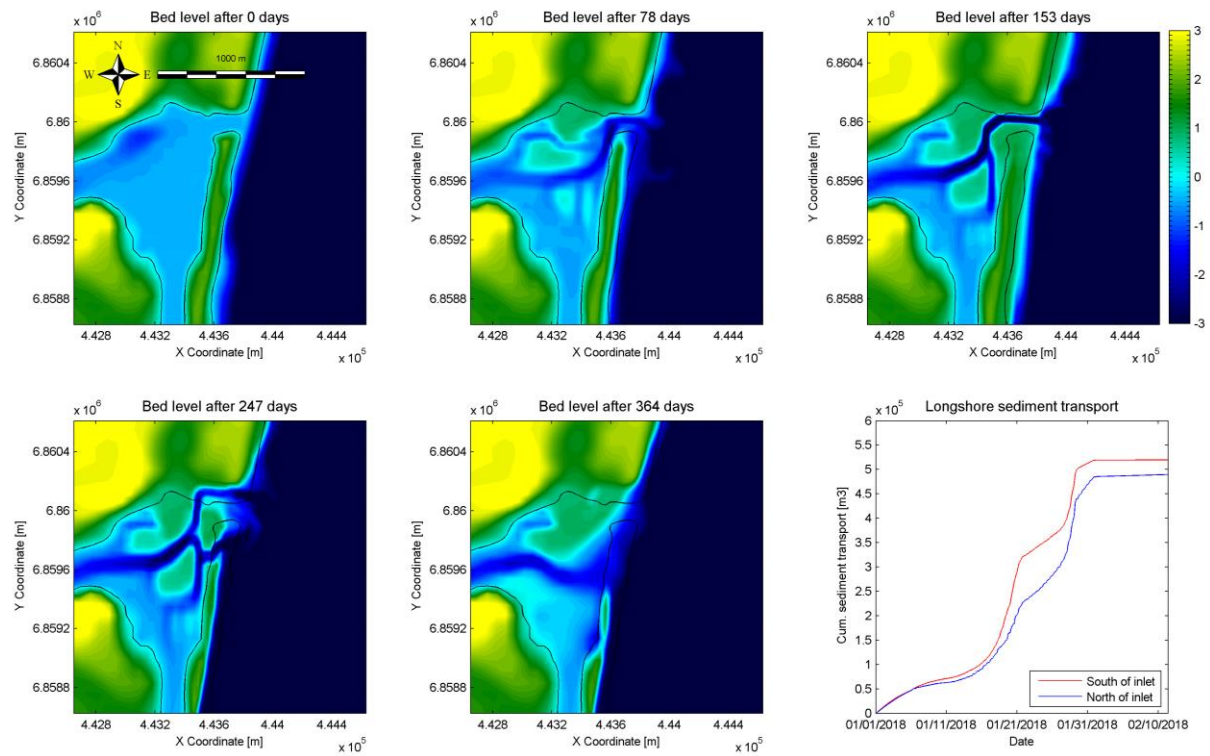 Bed level after 0 days
x 10^6
N
W E
S
1000 m
6.8604
6.86
6.8596
6.8592
6.8588
Y Coordinate [m]
4.428 4.432 4.436 4.44 4.444
X Coordinate [m]
x 10^5
Bed level after 78 days
x 10^6
6.8604
6.86
6.8596
6.8592
6.8588
Y Coordinate [m]
4.428 4.432 4.436 4.44 4.444
X Coordinate [m]
x 10^5
Bed level after 153 days
x 10^6
6.8604
6.86
6.8596
6.8592
6.8588
Y Coordinate [m]
4.428 4.432 4.436 4.44 4.444
X Coordinate [m]
x 10^5
3
2
1
0
-1
-2
-3
Bed level after 247 days
x 10^6
6.8604
6.86
6.8596
6.8592
6.8588
Y Coordinate [m]
4.428 4.432 4.436 4.44 4.444
X Coordinate [m]
x 10^5
Bed level after 364 days
x 10^6
6.8604
6.86
6.8596
6.8592
6.8588
Y Coordinate [m]
4.428 4.432 4.436 4.44 4.444
X Coordinate [m]
x 10^5
Longshore sediment transport
x 10^5
6
5.5
5
4.5
4
3.5
3
2.5
2
1.5
1
0.5
0
Cum. sediment transport [m3]
South of inlet
North of inlet
01/01/2018 01/11/2018 01/21/2018 01/31/2018 02/10/2018
Date